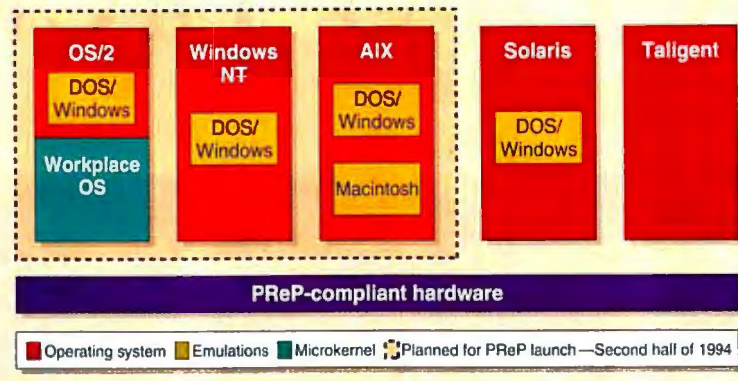 OS/2
DOS/
Windows
Workplace
OS
Windows
NT
DOS/
Windows
AIX
DOS/
Windows
Macintosh
Solaris
DOS/
Windows
Taligent
PReP-compliant hardware
Operating system Emulations Microkernel Planned for PReP launch—Second half of 1994